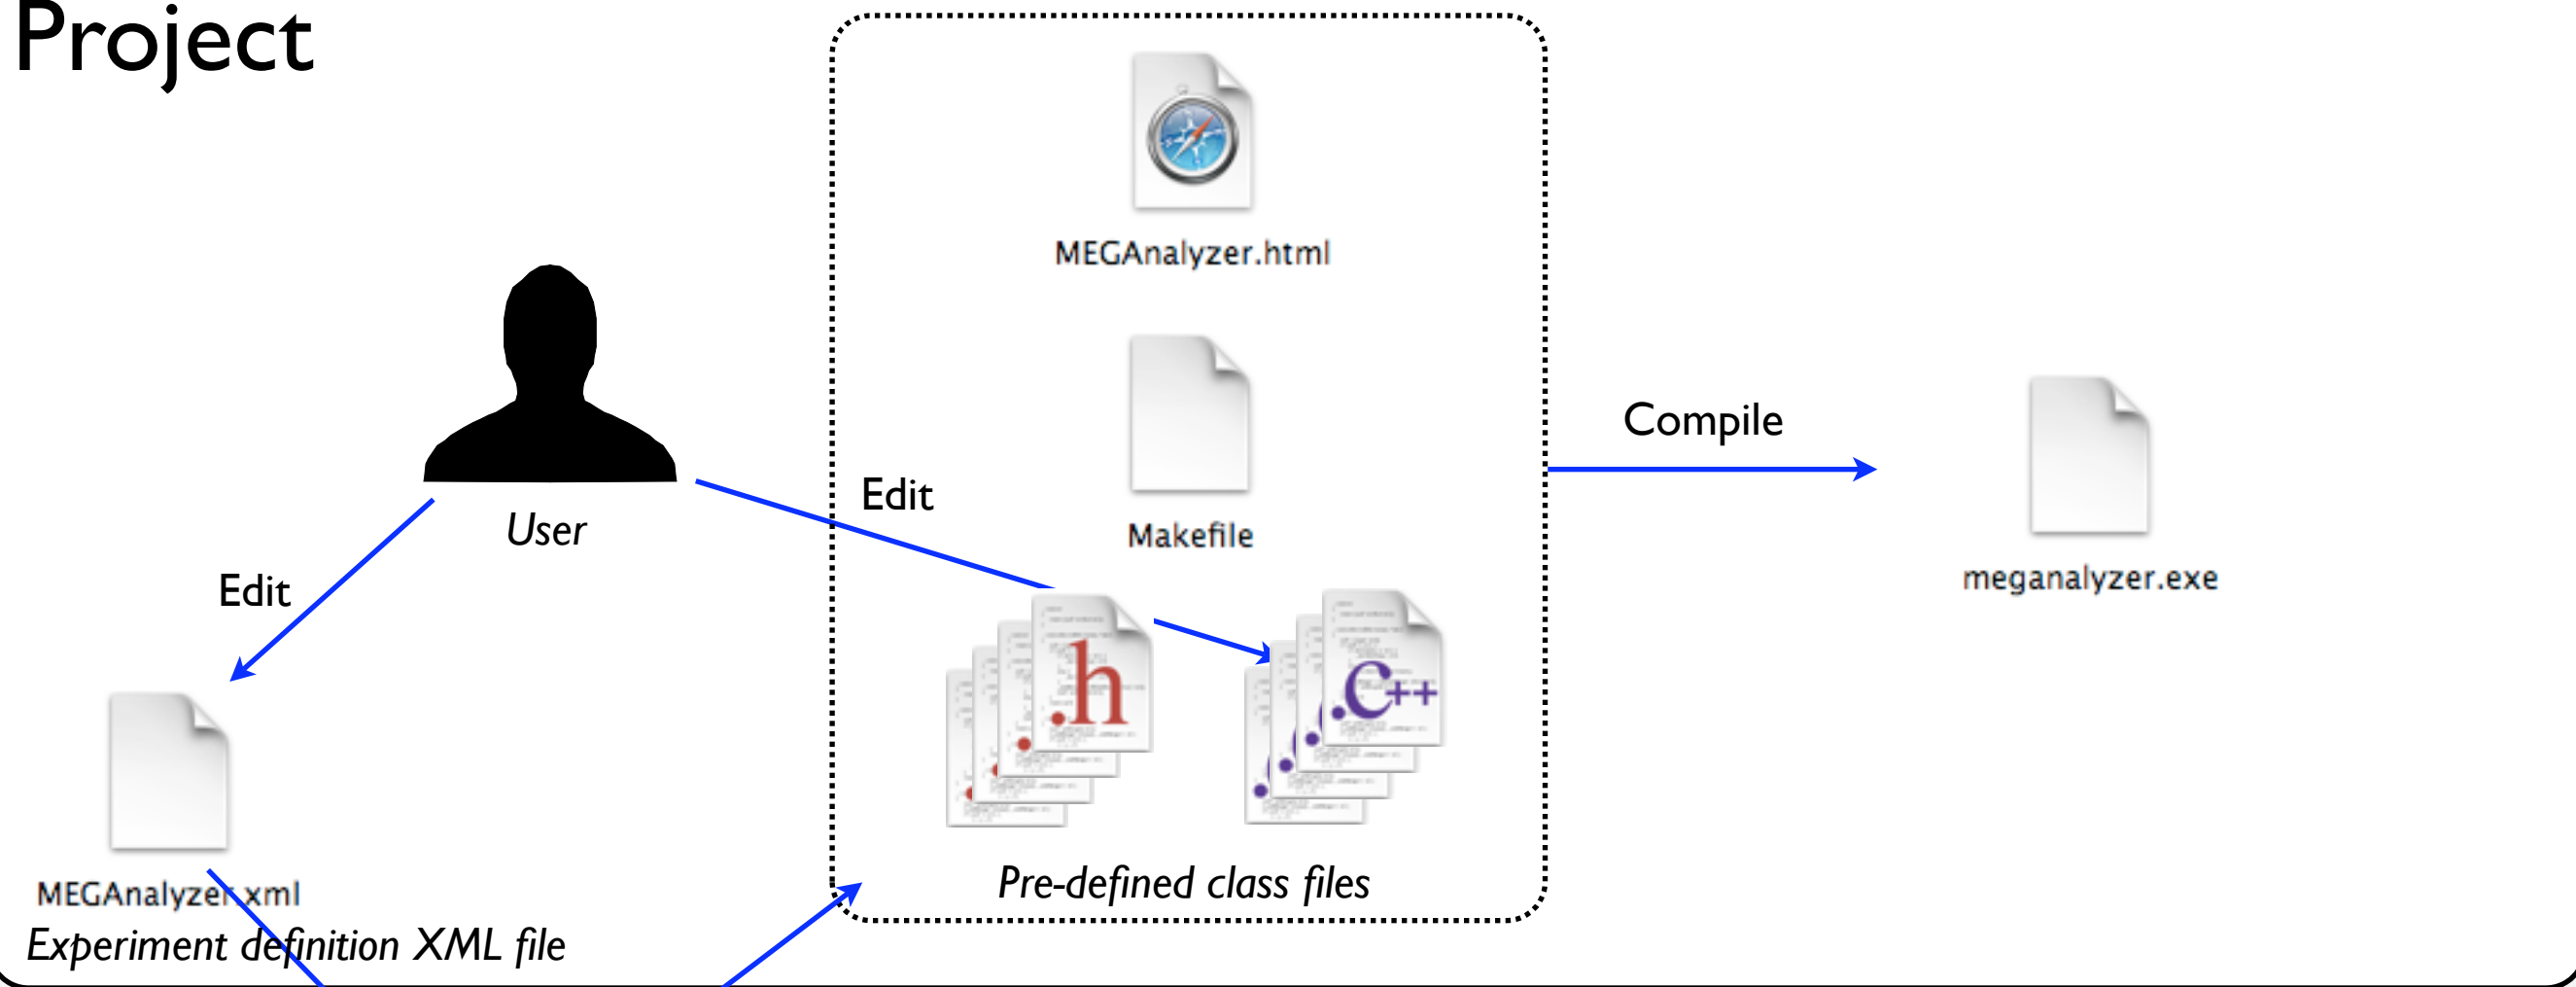 Project
MEGAnalyzer.html
Makefile
Compile
Edit
User
Edit
meganalyzer.exe
.h
.c++
MEGAnalyzer.xml
Experiment definition XML file
Pre-defined class files